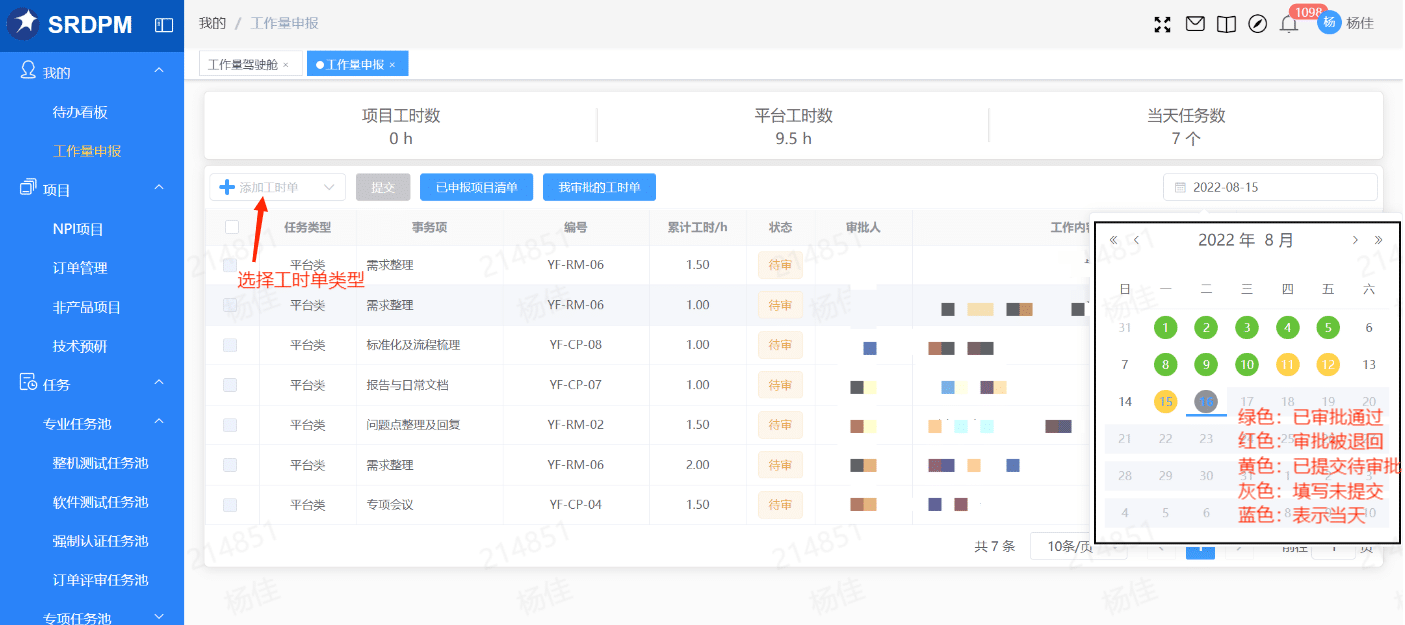 SRDPM
我的 / 工作量申报
1098
杨
杨佳
工作量驾驶舱 ×
工作量申报 ×
我的
待办看板
工作量申报
项目
NPI项目
订单管理
非产品项目
技术预研
任务
专业任务池
整机测试任务池
软件测试任务池
强制认证任务池
订单评审任务池
专项任务池
项目工时数
0 h
平台工时数
9.5 h
当天任务数
7 个
添加工时单
提交
已申报项目清单
我审批的工时单
2022-08-15
任务类型 事务项 编号 累计工时/h 状态 审批人 工作内
平台类 需求整理 YF-RM-06 1.50 待审
选择工时单类型
平台类 需求整理 YF-RM-06 1.00 待审
平台类 标准化及流程梳理 YF-CP-08 1.00 待审
平台类 报告与日常文档 YF-CP-07 1.00 待审
平台类 问题点整理及回复 YF-RM-02 1.50 待审
平台类 需求整理 YF-RM-06 2.00 待审
平台类 专项会议 YF-CP-04 1.50 待审
共 7 条
10条/页
1
前往 1 页
« ‹ 2022 年 8 月 › »
日 一 二 三 四 五 六
31 1 2 3 4 5 6
7 8 9 10 11 12 13
14 15 16 17 18 19 20
21 22 23 25
28 29 30 31 1 2 3
4 5 6 8 10
绿色：已审批通过
红色：审批被退回
黄色：已提交待审批
灰色：填写未提交
蓝色：表示当天
214851
杨佳